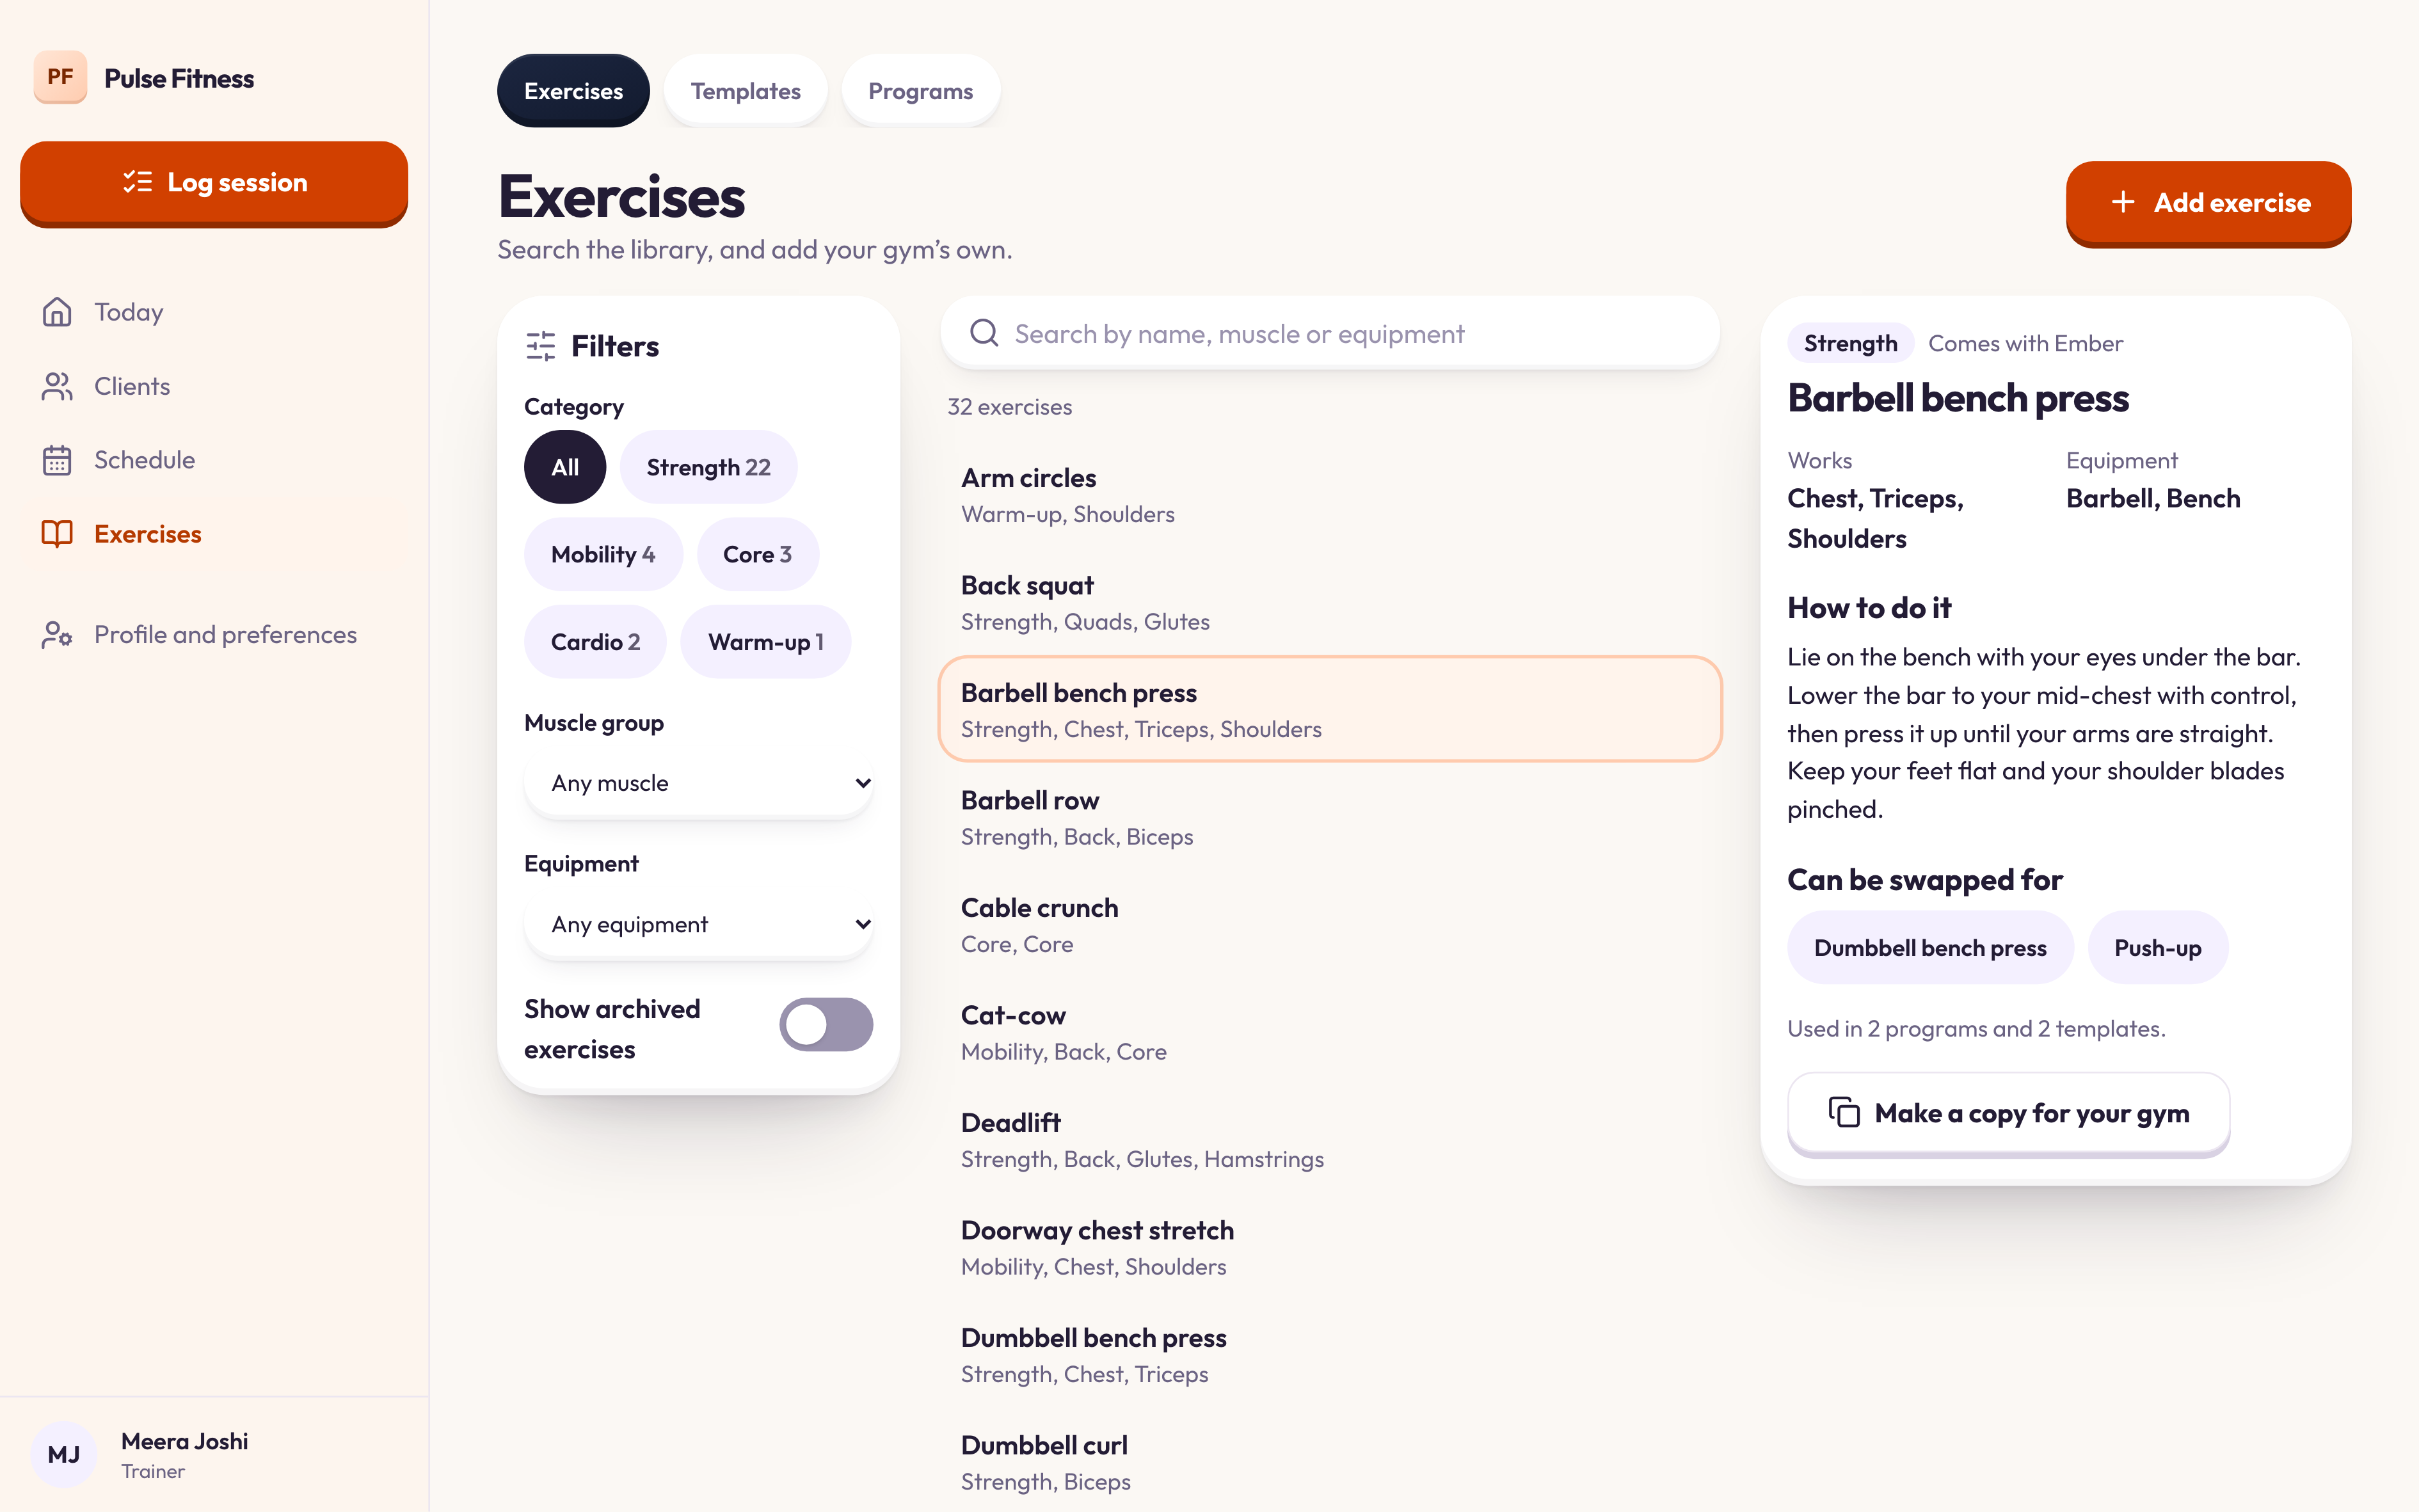 PF
Pulse Fitness
Log session
Today
Clients
Schedule
Exercises
Profile and preferences
MJ
Meera Joshi
Trainer
Exercises
Templates
Programs
Exercises
Search the library, and add your gym’s own.
Add exercise
Filters
Category
All
Strength 22
Mobility 4
Core 3
Cardio 2
Warm-up 1
Muscle group
Any muscle
Equipment
Any equipment
Show archived
exercises
Search by name, muscle or equipment
32 exercises
Arm circles
Warm-up, Shoulders
Back squat
Strength, Quads, Glutes
Barbell bench press
Strength, Chest, Triceps, Shoulders
Barbell row
Strength, Back, Biceps
Cable crunch
Core, Core
Cat-cow
Mobility, Back, Core
Deadlift
Strength, Back, Glutes, Hamstrings
Doorway chest stretch
Mobility, Chest, Shoulders
Dumbbell bench press
Strength, Chest, Triceps
Dumbbell curl
Strength, Biceps
Strength
Comes with Ember
Barbell bench press
Works
Chest, Triceps,
Shoulders
Equipment
Barbell, Bench
How to do it
Lie on the bench with your eyes under the bar.
Lower the bar to your mid-chest with control,
then press it up until your arms are straight.
Keep your feet flat and your shoulder blades
pinched.
Can be swapped for
Dumbbell bench press
Push-up
Used in 2 programs and 2 templates.
Make a copy for your gym